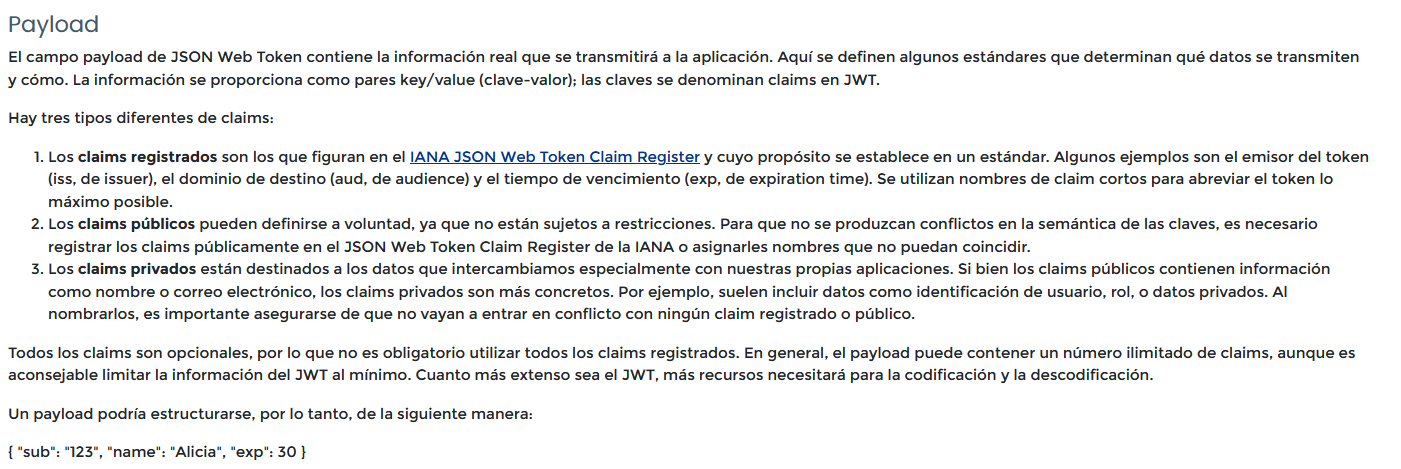 Payload
El campo payload de JSON Web Token contiene la información real que se transmitirá a la aplicación. Aquí se definen algunos estándares que determinan qué datos se transmiten
y cómo. La información se proporciona como pares key/value (clave-valor); las claves se denominan claims en JWT.
Hay tres tipos diferentes de claims:
1. Los claims registrados son los que figuran en el IANA JSON Web Token Claim Register y cuyo propósito se establece en un estándar. Algunos ejemplos son el emisor del token
(iss, de issuer), el dominio de destino (aud, de audience) y el tiempo de vencimiento (exp, de expiration time). Se utilizan nombres de claim cortos para abreviar el token lo
máximo posible.
2. Los claims públicos pueden definirse a voluntad, ya que no están sujetos a restricciones. Para que no se produzcan conflictos en la semántica de las claves, es necesario
registrar los claims públicamente en el JSON Web Token Claim Register de la IANA o asignarles nombres que no puedan coincidir.
3. Los claims privados están destinados a los datos que intercambiamos especialmente con nuestras propias aplicaciones. Si bien los claims públicos contienen información
como nombre o correo electrónico, los claims privados son más concretos. Por ejemplo, suelen incluir datos como identificación de usuario, rol, o datos privados. Al
nombrarlos, es importante asegurarse de que no vayan a entrar en conflicto con ningún claim registrado o público.
Todos los claims son opcionales, por lo que no es obligatorio utilizar todos los claims registrados. En general, el payload puede contener un número ilimitado de claims, aunque es
aconsejable limitar la información del JWT al mínimo. Cuanto más extenso sea el JWT, más recursos necesitará para la codificación y la descodificación.
Un payload podría estructurarse, por lo tanto, de la siguiente manera:
{ "sub": "123", "name": "Alicia", "exp": 30 }